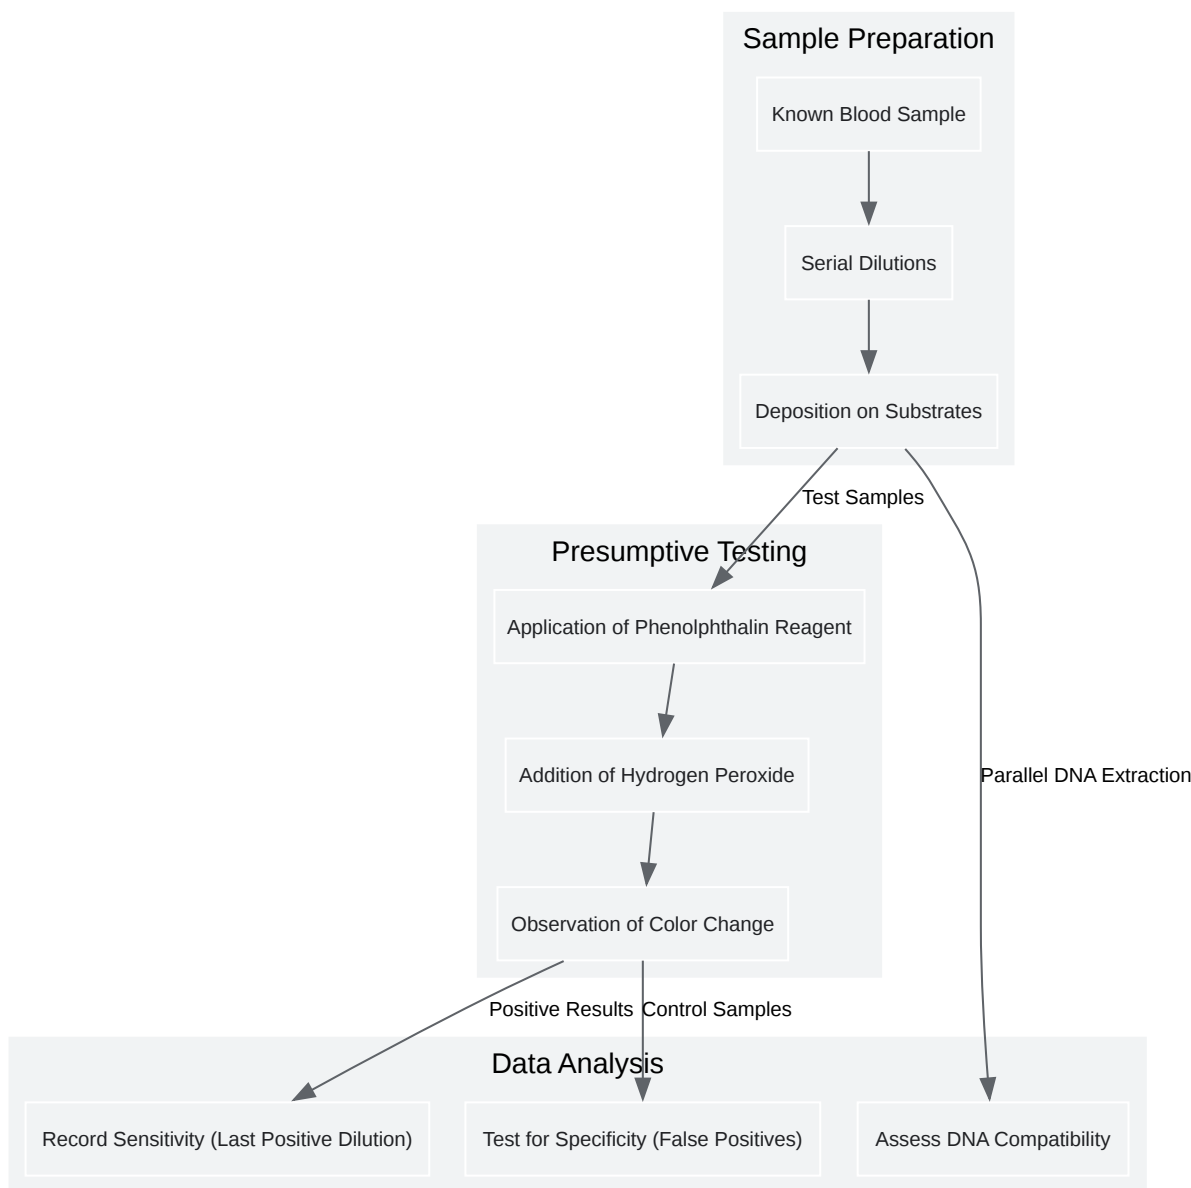 Sample Preparation
Known Blood Sample
Serial Dilutions
Deposition on Substrates
Test Samples
Presumptive Testing
Application of Phenolphthalin Reagent
Addition of Hydrogen Peroxide
Parallel DNA Extraction
Observation of Color Change
Positive Results
Control Samples
Data Analysis
Record Sensitivity (Last Positive Dilution)
Test for Specificity (False Positives)
Assess DNA Compatibility